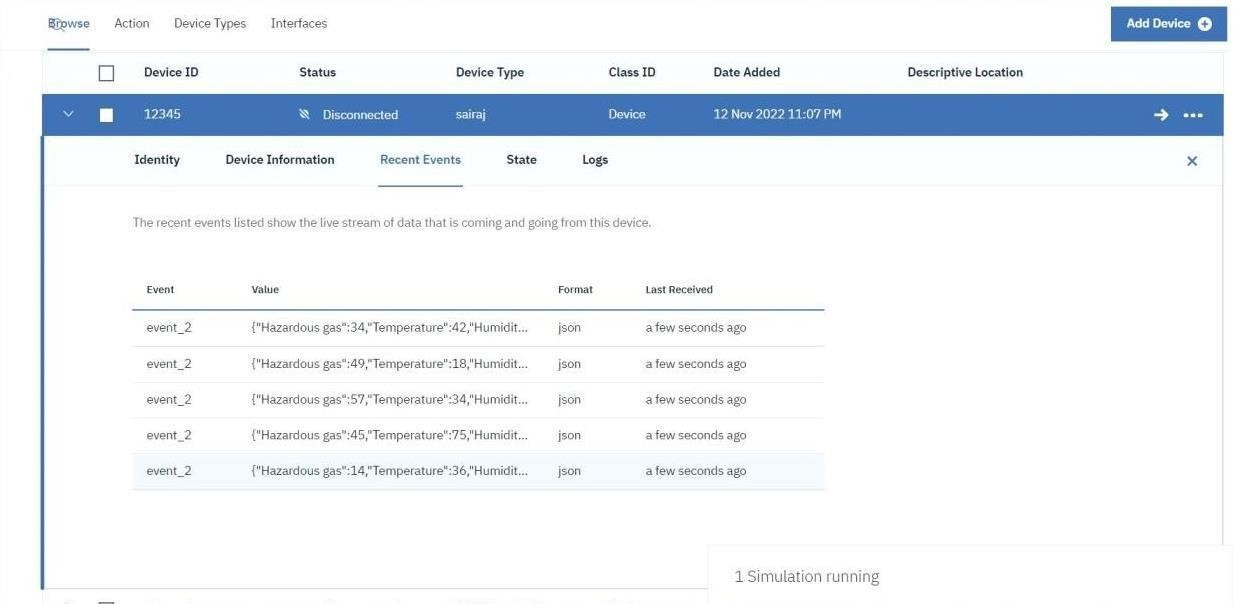 Browse Action Device Types Interfaces Add Device
Device ID Status Device Type Class ID Date Added Descriptive Location
12345 Disconnected sairaj Device 12 Nov 2022 11:07 PM
Identity Device Information Recent Events State Logs
The recent events listed show the live stream of data that is coming and going from this device.
Event Value Format Last Received
event_2 {"Hazardous gas":34,"Temperature":42,"Humidit... json a few seconds ago
event_2 {"Hazardous gas":49,"Temperature":18,"Humidit... json a few seconds ago
event_2 {"Hazardous gas":57,"Temperature":34,"Humidit... json a few seconds ago
event_2 {"Hazardous gas":45,"Temperature":75,"Humidit... json a few seconds ago
event_2 {"Hazardous gas":14,"Temperature":36,"Humidit... json a few seconds ago
1 Simulation running